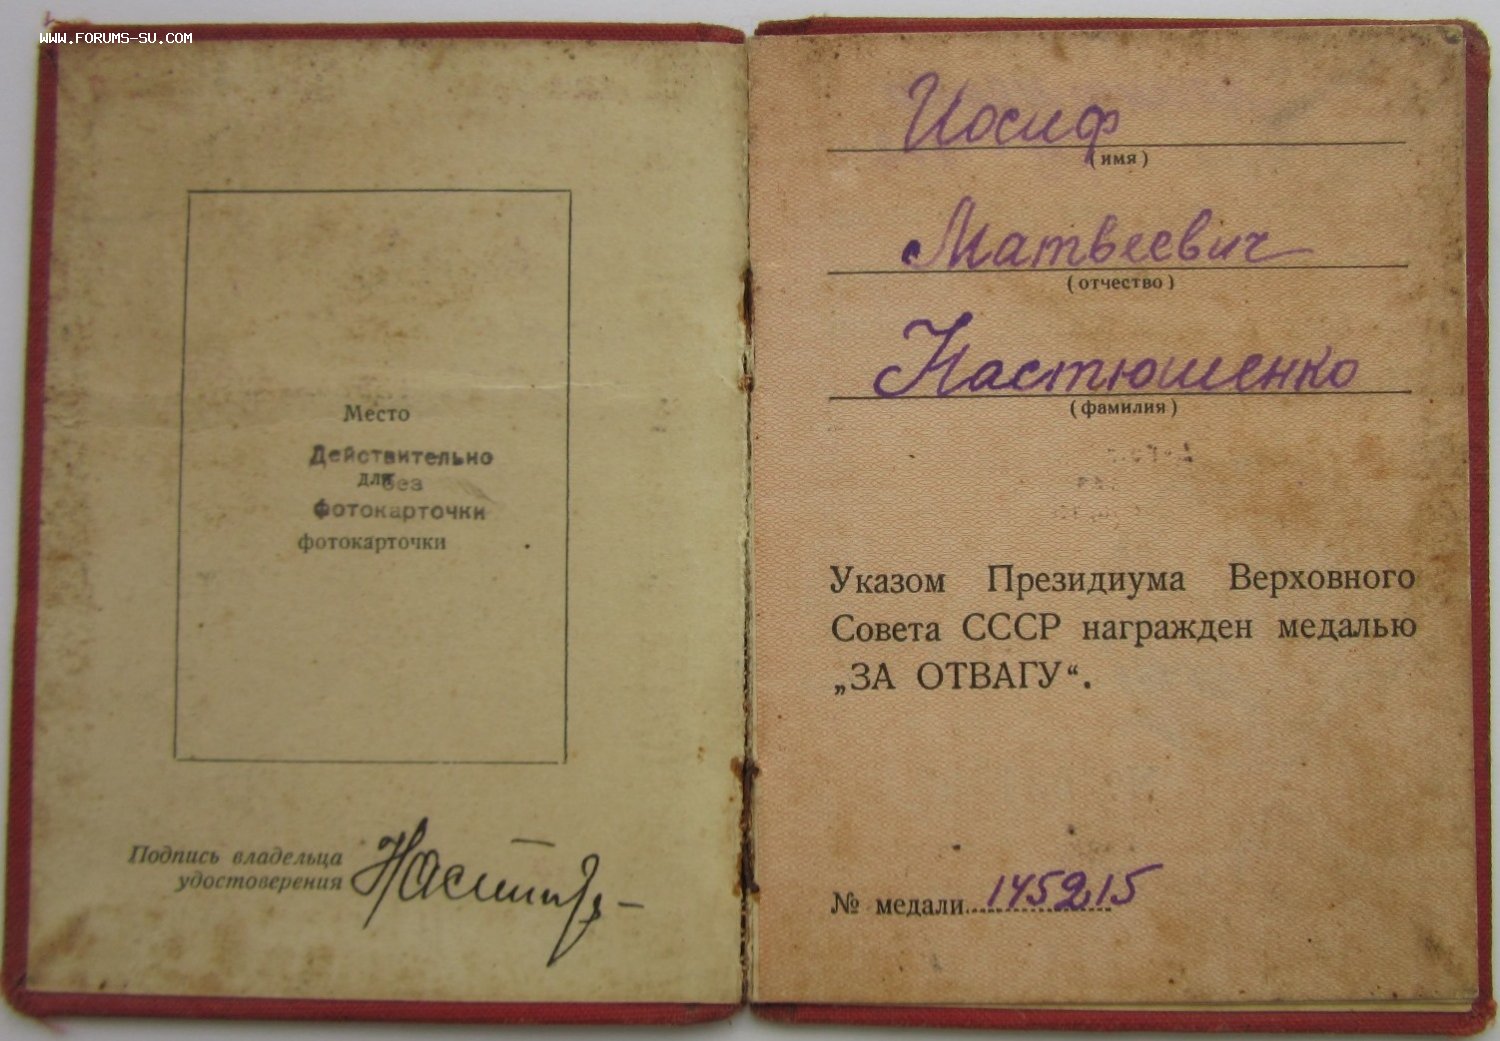 WWW.FORUMS-SU.COM
Место
Действительно
для без
фотокарточки
фотокарточки
Подпись владельца
удостоверения
Иосиф
(имя)
Матвеевич
(отчество)
Настюшенко
(фамилия)
Указом Президиума Верховного
Совета СССР награжден медалью
„ЗА ОТВАГУ“.
№ медали 1452215